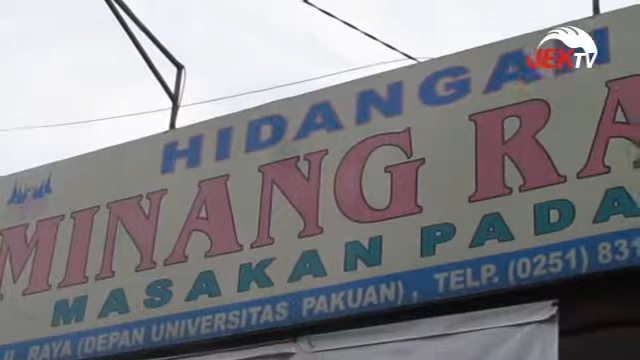 JEKTV
HIDANGAN
MINANG RA
MASAKAN PADA
RAYA (DEPAN UNIVERSITAS PAKUAN), TELP. (0251) 83